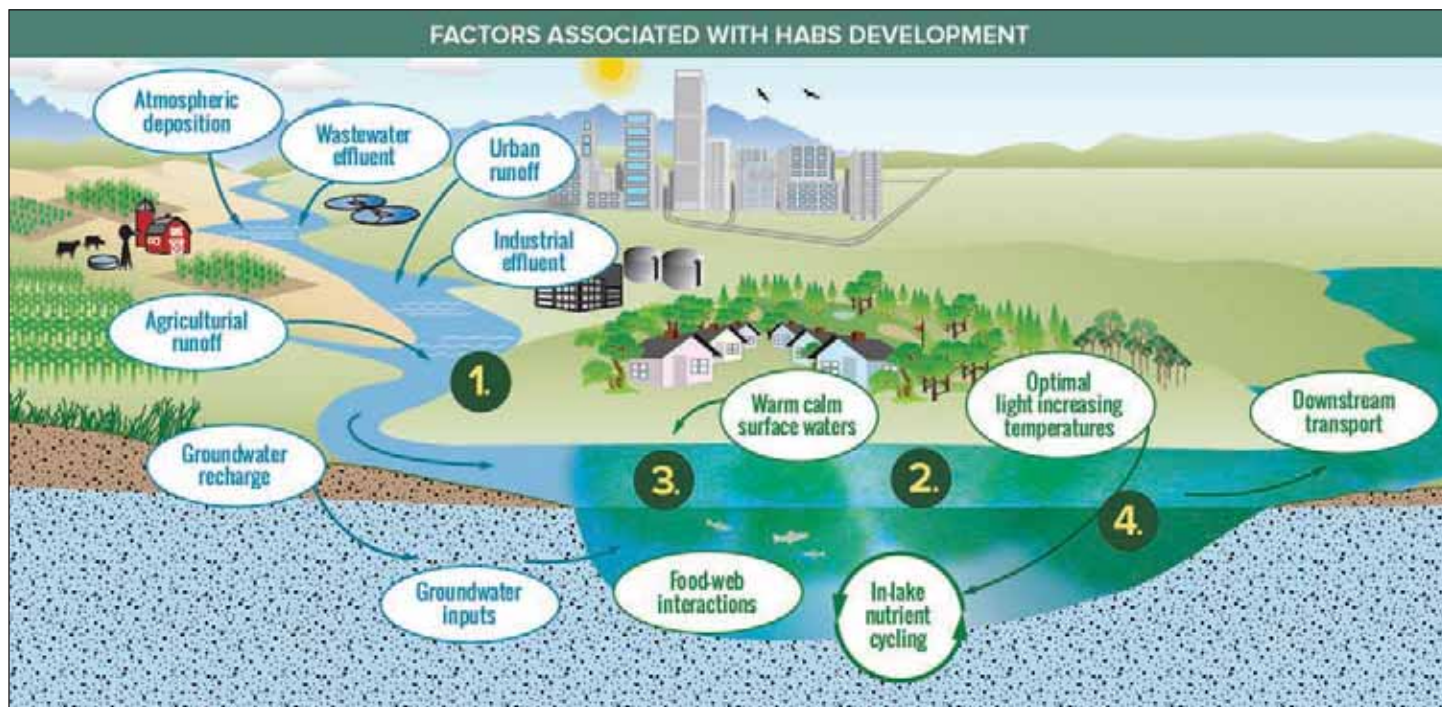 FACTORS ASSOCIATED WITH HABS DEVELOPMENT
Atmospheric
deposition
Wastewater
effluent
Urban
runoff
Industrial
effluent
Agriculturial
runoff
1.
Warm calm
surface waters
Optimal
light increasing
temperatures
Downstream
transport
Groundwater
recharge
3.
2.
4.
Groundwater
inputs
Food-web
interactions
In-lake
nutrient
cycling